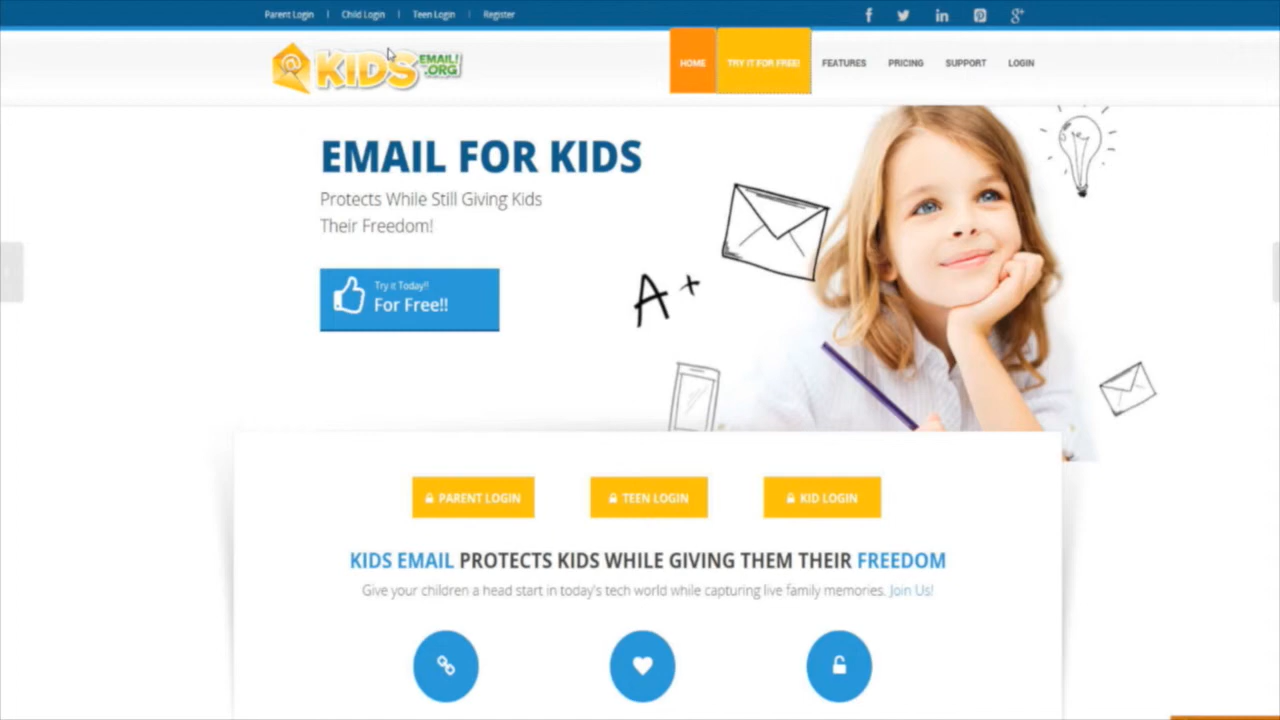 Parent Login | Child Login | Teen Login | Register
KIDS EMAIL! .ORG
HOME TRY IT FOR FREE! FEATURES PRICING SUPPORT LOGIN
EMAIL FOR KIDS
Protects While Still Giving Kids
Their Freedom!
Try it Today!!
For Free!!
A+
PARENT LOGIN TEEN LOGIN KID LOGIN
KIDS EMAIL PROTECTS KIDS WHILE GIVING THEM THEIR FREEDOM
Give your children a head start in today's tech world while capturing live family memories. Join Us!